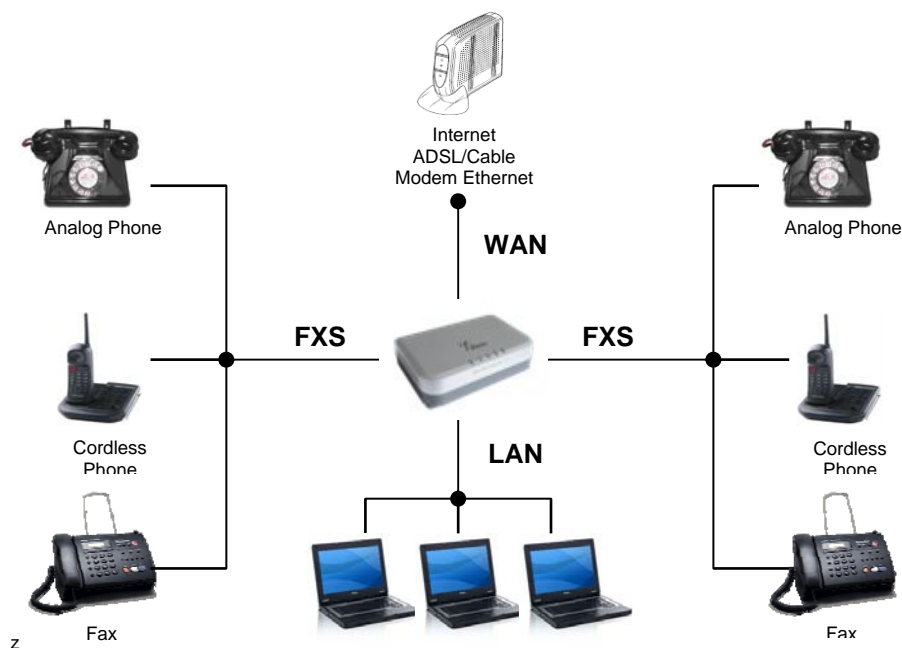 Internet
ADSL/Cable
Modem Ethernet
Analog Phone
Analog Phone
WAN
FXS
FXS
Cordless
Phone
Cordless
Phone
LAN
Fax
Fax
z